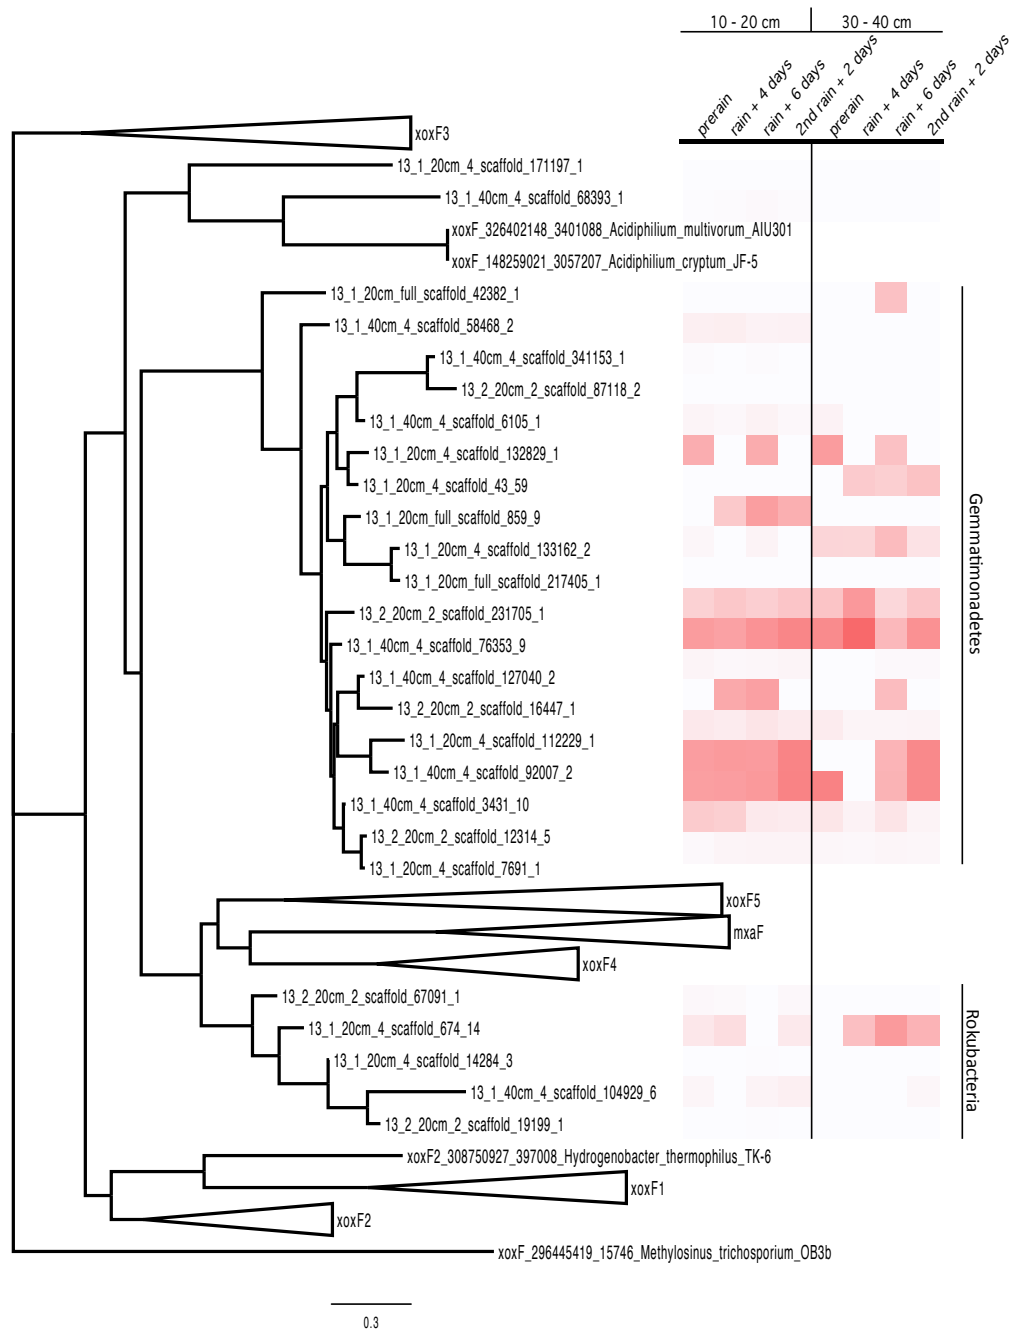 10 - 20 cm
30 - 40 cm
prerain
rain + 4 days
rain + 6 days
2nd rain + 2 days
prerain
rain + 4 days
rain + 6 days
2nd rain + 2 days
xoxF3
13_1_20cm_4_scaffold_171197_1
13_1_40cm_4_scaffold_68393_1
xoxF_326402148_3401088_Acidiphilium_multivorum_AIU301
xoxF_148259021_3057207_Acidiphilium_cryptum_JF-5
13_1_20cm_full_scaffold_42382_1
13_1_40cm_4_scaffold_58468_2
13_1_40cm_4_scaffold_341153_1
13_2_20cm_2_scaffold_87118_2
13_1_40cm_4_scaffold_6105_1
13_1_20cm_4_scaffold_132829_1
13_1_20cm_4_scaffold_43_59
13_1_20cm_full_scaffold_859_9
13_1_20cm_4_scaffold_133162_2
13_1_20cm_full_scaffold_217405_1
13_2_20cm_2_scaffold_231705_1
13_1_40cm_4_scaffold_76353_9
13_1_40cm_4_scaffold_127040_2
13_2_20cm_2_scaffold_16447_1
13_1_20cm_4_scaffold_112229_1
13_1_40cm_4_scaffold_92007_2
13_1_40cm_4_scaffold_3431_10
13_2_20cm_2_scaffold_12314_5
13_1_20cm_4_scaffold_7691_1
Gemmatimonadetes
xoxF5
mxaF
xoxF4
13_2_20cm_2_scaffold_67091_1
13_1_20cm_4_scaffold_674_14
13_1_20cm_4_scaffold_14284_3
13_1_40cm_4_scaffold_104929_6
13_2_20cm_2_scaffold_19199_1
Rokubacteria
xoxF2_308750927_397008_Hydrogenobacter_thermophilus_TK-6
xoxF1
xoxF2
xoxF_296445419_15746_Methylosinus_trichosporium_OB3b
0.3